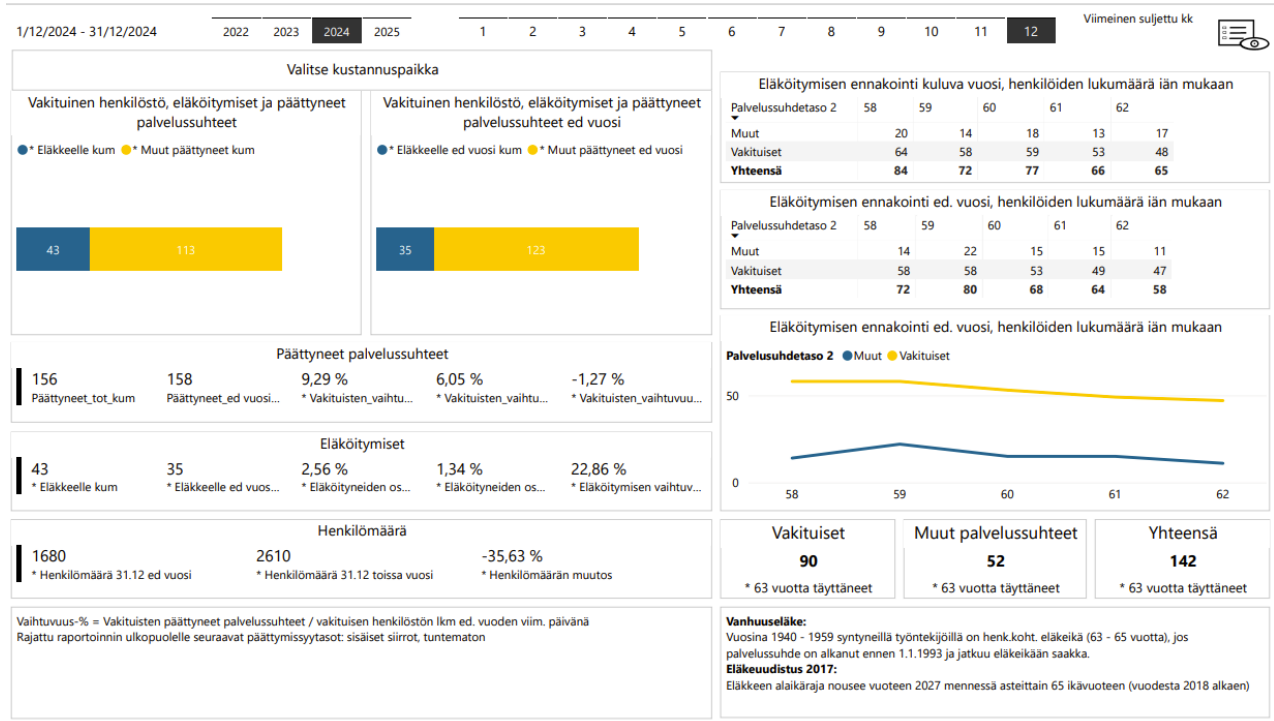 1/12/2024 - 31/12/2024
2022 2023 2024 2025
1 2 3 4 5 6 7 8 9 10 11 12
Viimeinen suljettu kk
Valitse kustannuspaikka
Vakituinen henkilöstö, eläköitymiset ja päättyneet
palvelussuhteet
* Eläkkeelle kum * Muut päättyneet kum
43 113
Vakituinen henkilöstö, eläköitymiset ja päättyneet
palvelussuhteet ed vuosi
* Eläkkeelle ed vuosi kum * Muut päättyneet ed vuosi
35 123
Päättyneet palvelussuhteet
156 158 9,29 % 6,05 % -1,27 %
Päättyneet_tot_kum Päättyneet_ed vuosi... * Vakituisten_vaihtu... * Vakituisten_vaihtu... * Vakituisten_vaihtuvuu...
Eläköitymiset
43 35 2,56 % 1,34 % 22,86 %
* Eläkkeelle kum * Eläkkeelle ed vuos... * Eläköityneiden os... * Eläköityneiden os... * Eläköitymisen vaihtuv...
Henkilömäärä
1680 2610 -35,63 %
* Henkilömäärä 31.12 ed vuosi * Henkilömäärä 31.12 toissa vuosi * Henkilömäärän muutos
Vaihtuvuus-% = Vakituisten päättyneet palvelussuhteet / vakituisen henkilöstön lkm ed. vuoden viim. päivänä
Rajattu raportoinnin ulkopuolelle seuraavat päättymissyytasot: sisäiset siirrot, tuntematon
Eläköitymisen ennakointi kuluva vuosi, henkilöiden lukumäärä iän mukaan
Palvelussuhdetaso 2 58 59 60 61 62
Muut 20 14 18 13 17
Vakituiset 64 58 59 53 48
Yhteensä 84 72 77 66 65
Eläköitymisen ennakointi ed. vuosi, henkilöiden lukumäärä iän mukaan
Palvelussuhdetaso 2 58 59 60 61 62
Muut 14 22 15 15 11
Vakituiset 58 58 53 49 47
Yhteensä 72 80 68 64 58
Eläköitymisen ennakointi ed. vuosi, henkilöiden lukumäärä iän mukaan
Palvelusuhdetaso 2 Muut Vakituiset
50
0
58 59 60 61 62
Vakituiset
90
* 63 vuotta täyttäneet
Muut palvelussuhteet
52
* 63 vuotta täyttäneet
Yhteensä
142
* 63 vuotta täyttäneet
Vanhuuseläke:
Vuosina 1940 - 1959 syntyneillä työntekijöillä on henk.koht. eläkeikä (63 - 65 vuotta), jos
palvelussuhde on alkanut ennen 1.1.1993 ja jatkuu eläkeikään saakka.
Eläkeuudistus 2017:
Eläkkeen alaikäraja nousee vuoteen 2027 mennessä asteittain 65 ikävuoteen (vuodesta 2018 alkaen)